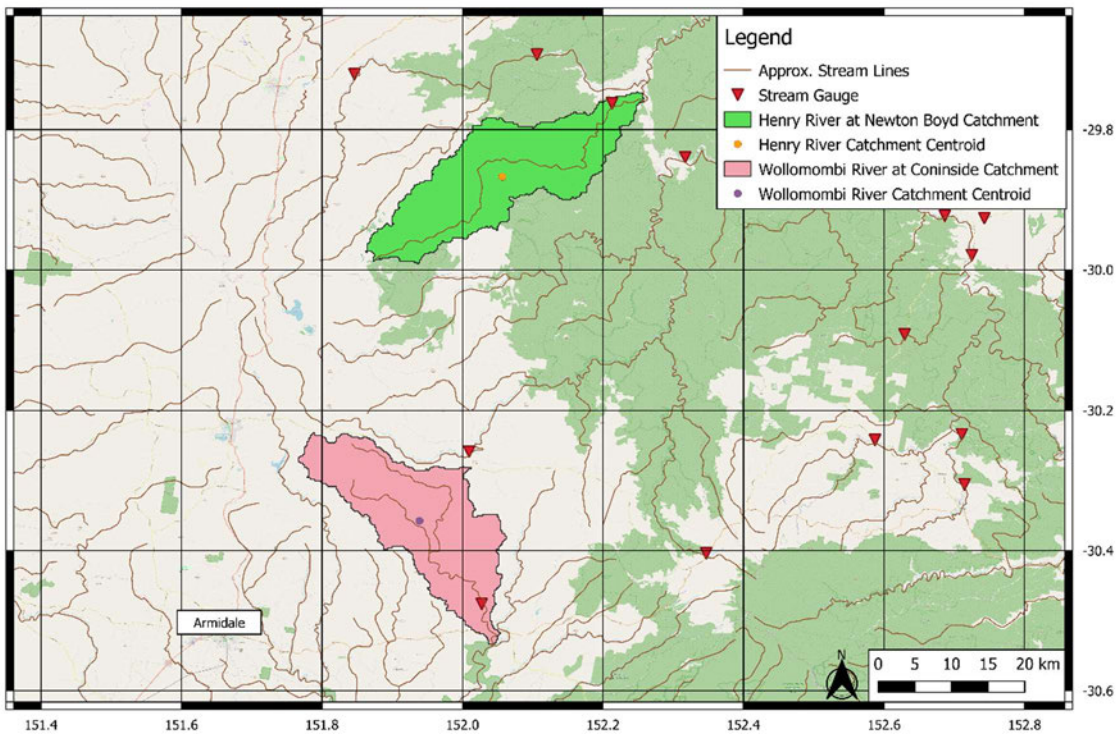 Legend
Approx. Stream Lines
Stream Gauge
Henry River at Newton Boyd Catchment
Henry River Catchment Centroid
Wollomombi River at Coninside Catchment
Wollomombi River Catchment Centroid
-29.8
-30.0
-30.2
-30.4
Armidale
N
0 5 10 15 20 km
-30.6
151.4 151.6 151.8 152.0 152.2 152.4 152.6 152.8